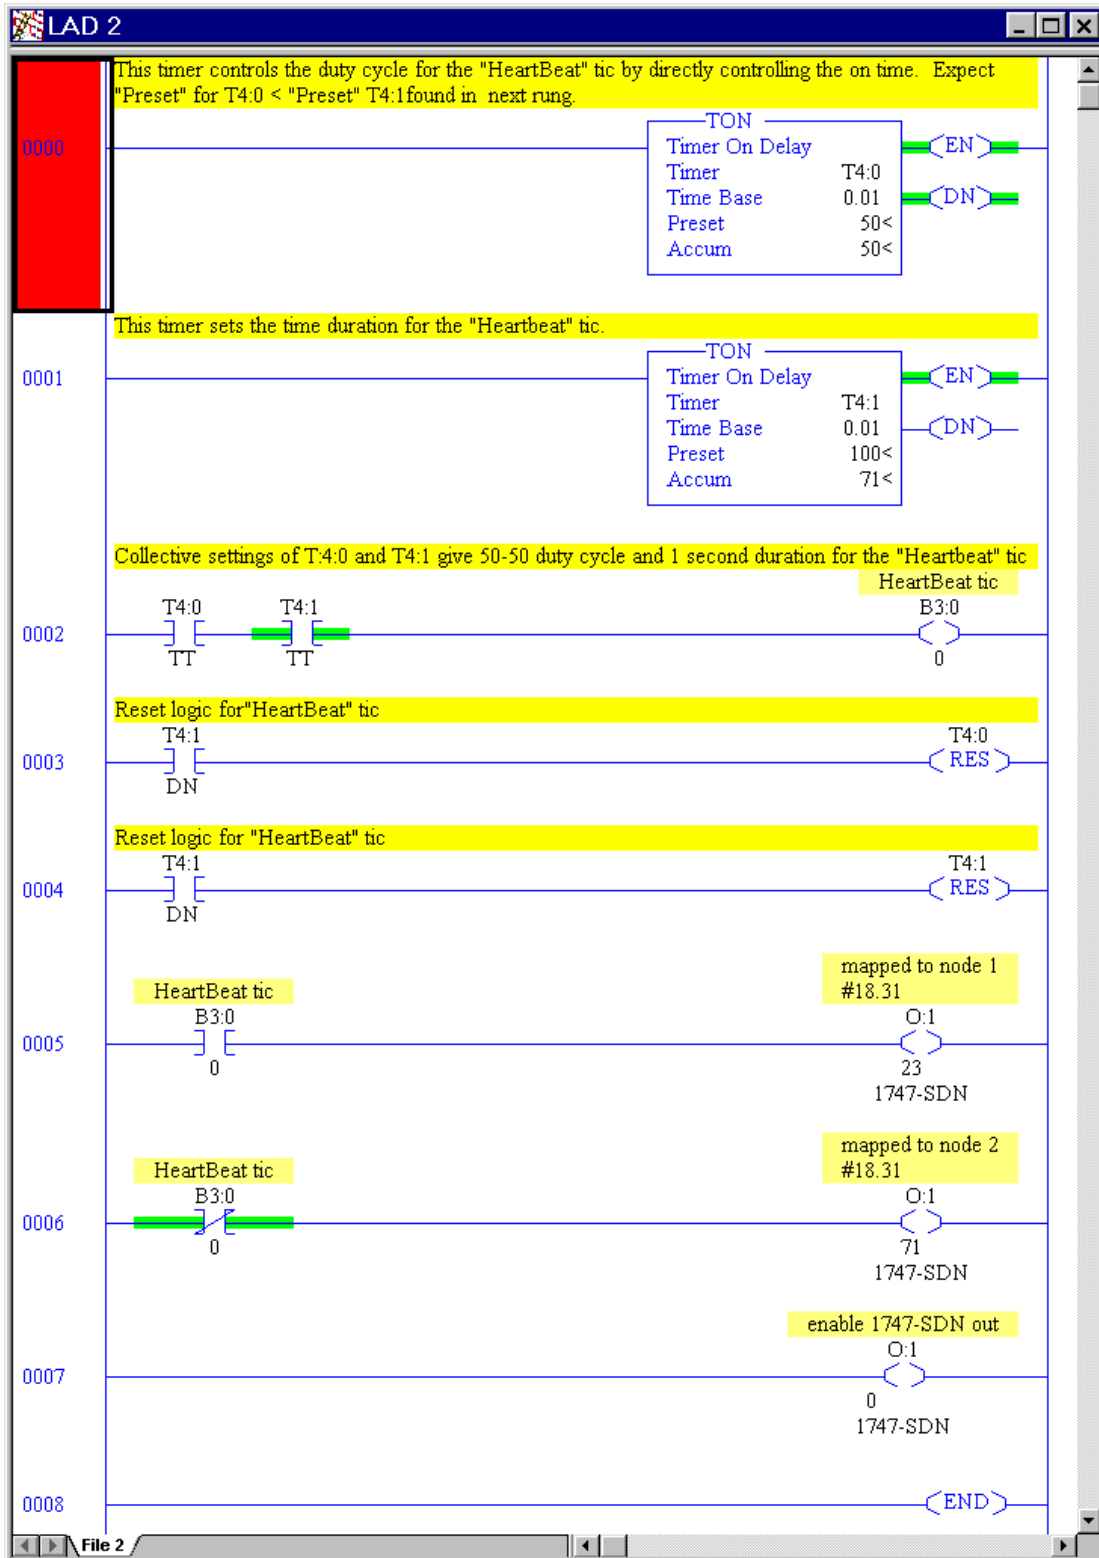 LAD 2
This timer controls the duty cycle for the "HeartBeat" tic by directly controlling the on time.  Expect
"Preset" for T4:0 < "Preset" T4:1found in  next rung.
0000
TON
Timer On Delay
Timer T4:0
Time Base 0.01
Preset 50<
Accum 50<
EN
DN
This timer sets the time duration for the "Heartbeat" tic.
0001
TON
Timer On Delay
Timer T4:1
Time Base 0.01
Preset 100<
Accum 71<
EN
DN
Collective settings of T:4:0 and T4:1 give 50-50 duty cycle and 1 second duration for the "Heartbeat" tic
HeartBeat tic
T4:0 T4:1 B3:0
0002
TT TT 0
Reset logic for"HeartBeat" tic
T4:1 T4:0
0003 RES
DN
Reset logic for "HeartBeat" tic
T4:1 T4:1
0004 RES
DN
mapped to node 1
HeartBeat tic #18.31
B3:0 O:1
0005
0 23
1747-SDN
mapped to node 2
HeartBeat tic #18.31
B3:0 O:1
0006
0 71
1747-SDN
enable 1747-SDN out
O:1
0007
0
1747-SDN
0008 END
File 2